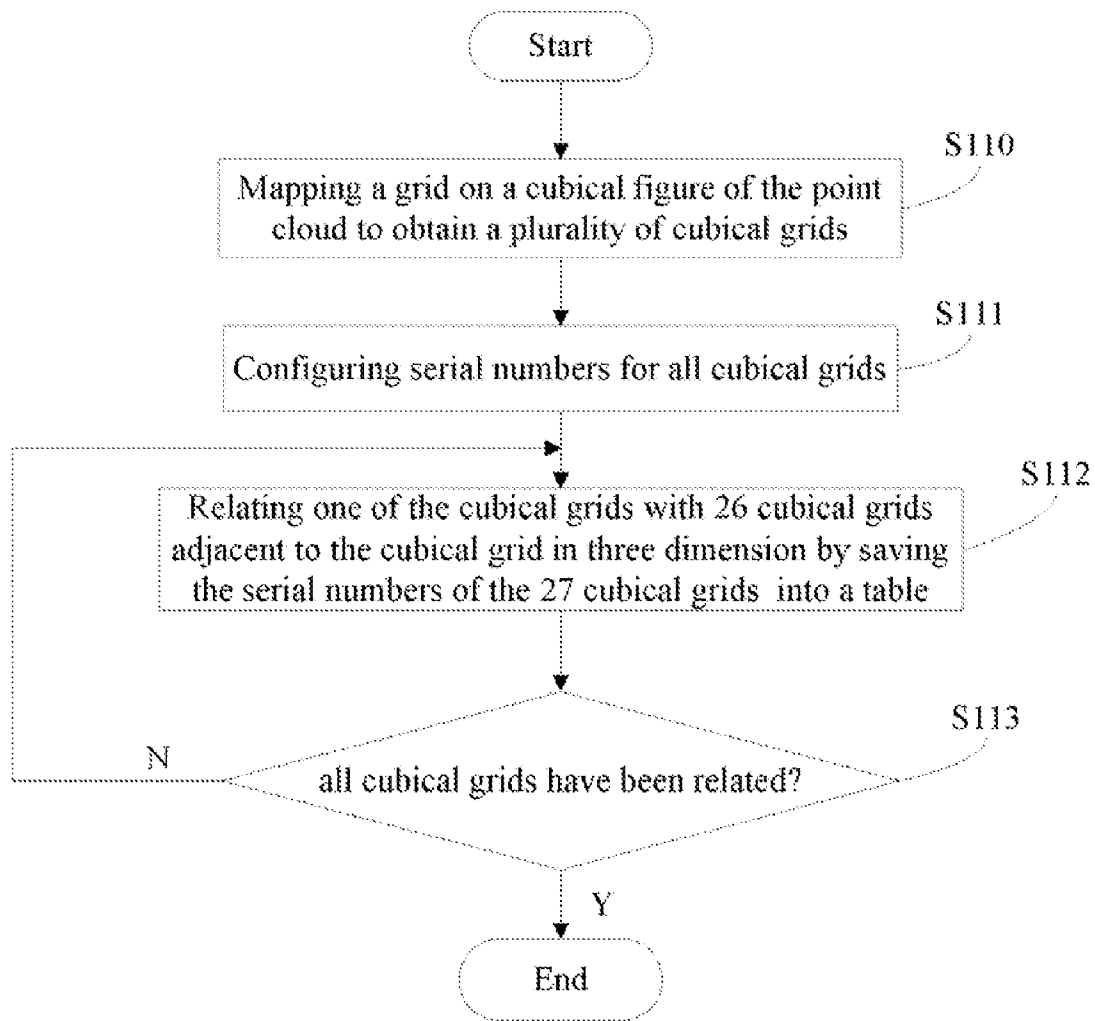 Start
S110
Mapping a grid on a cubical figure of the point
cloud to obtain a plurality of cubical grids
S111
Configuring serial numbers for all cubical grids
S112
Relating one of the cubical grids with 26 cubical grids
adjacent to the cubical grid in three dimension by saving
the serial numbers of the 27 cubical grids into a table
S113
N
all cubical grids have been related?
Y
End